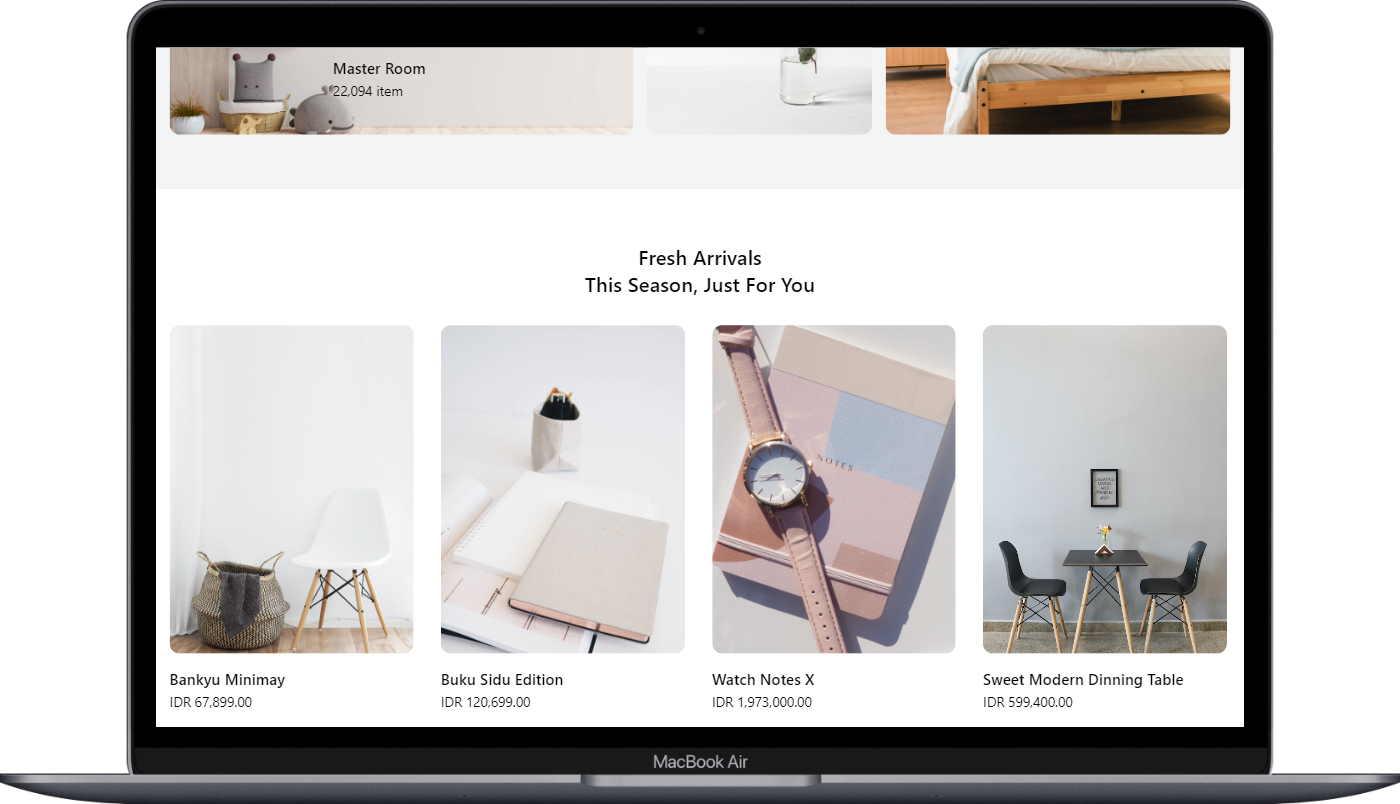 Master Room
22,094 item
Fresh Arrivals
This Season, Just For You
NOTES
Bankyu Minimay
IDR 67,899.00
Buku Sidu Edition
IDR 120,699.00
Watch Notes X
IDR 1,973,000.00
Sweet Modern Dinning Table
IDR 599,400.00
MacBook Air